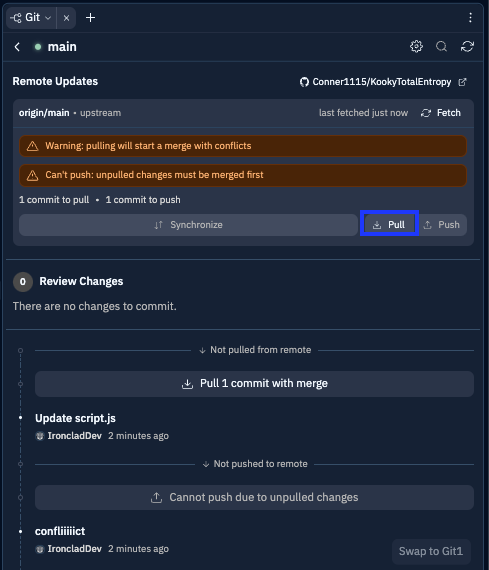 Git
main
Remote Updates
Conner1115/KookyTotalEntropy
origin/main • upstream
last fetched just now
Fetch
Warning: pulling will start a merge with conflicts
Can't push: unpulled changes must be merged first
1 commit to pull • 1 commit to push
Synchronize
Pull
Push
0 Review Changes
There are no changes to commit.
Not pulled from remote
Pull 1 commit with merge
Update script.js
IroncladDev 2 minutes ago
Not pushed to remote
Cannot push due to unpulled changes
confliiiiict
IroncladDev 2 minutes ago
Swap to Git1